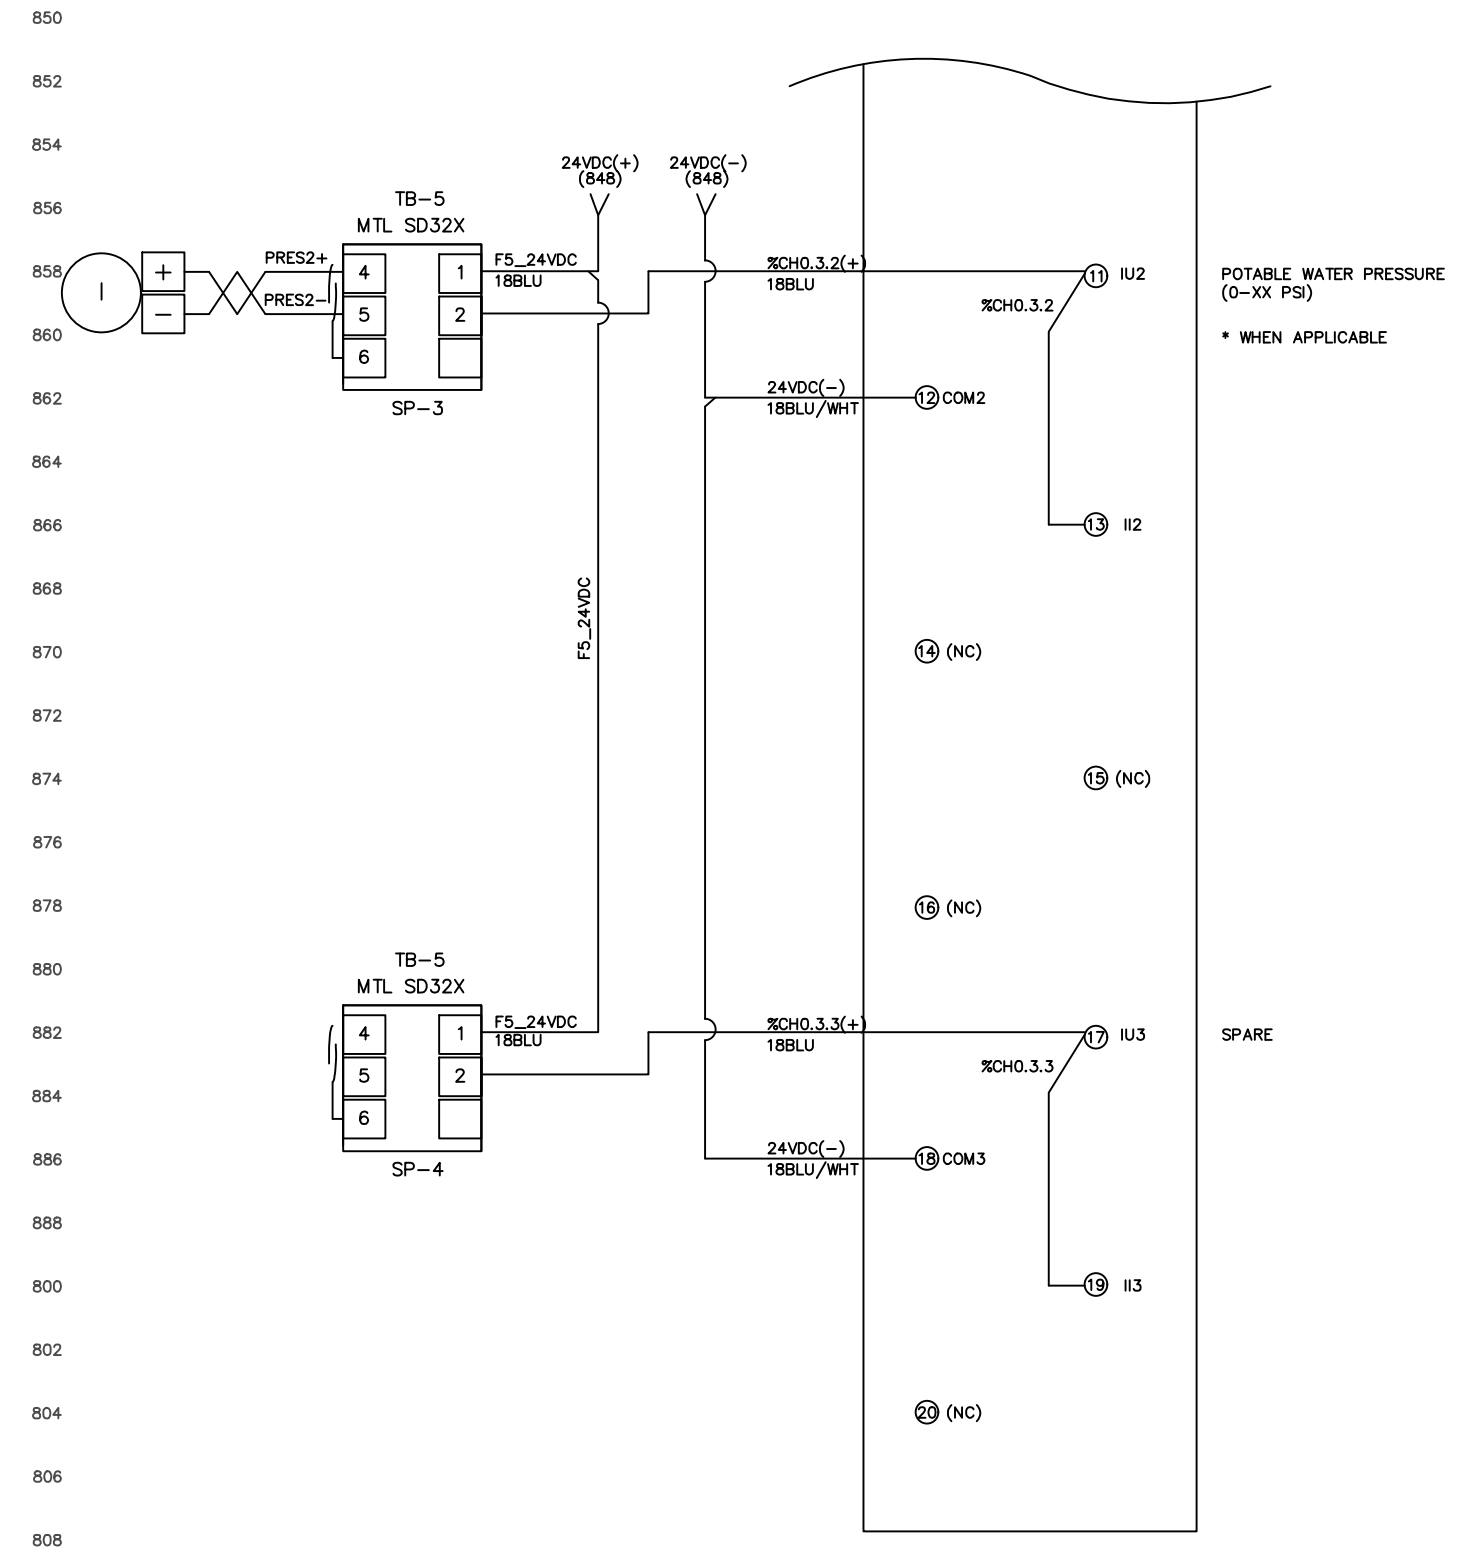 850
852
854
24VDC(+)
(848)
24VDC(-)
(848)
TB-5
MTL SD32X
856
PRES2+
4
1
F5_24VDC
18BLU
%CH0.3.2(+)
18BLU
11 IU2
POTABLE WATER PRESSURE
(0-XX PSI)
858
+
I
PRES2-
-
5
2
%CH0.3.2
860
* WHEN APPLICABLE
6
SP-3
862
24VDC(-)
18BLU/WHT
12 COM2
864
866
13 II2
868
F5_24VDC
870
14 (NC)
872
874
15 (NC)
876
878
16 (NC)
880
TB-5
MTL SD32X
882
4
1
F5_24VDC
18BLU
%CH0.3.3(+)
18BLU
17 IU3
SPARE
5
2
%CH0.3.3
884
6
SP-4
886
24VDC(-)
18BLU/WHT
18 COM3
888
800
19 II3
802
804
20 (NC)
806
808